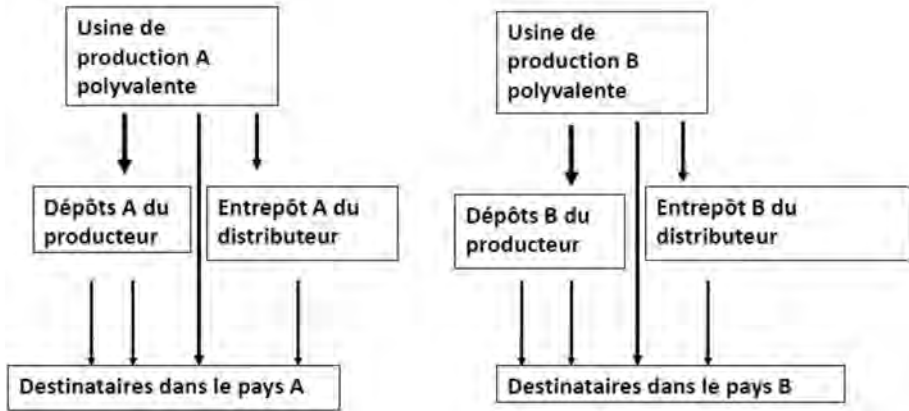 Usine de
production A
polyvalente
Dépôts A du
producteur
Entrepôt A du
distributeur
Destinataires dans le pays A
Usine de
production B
polyvalente
Dépôts B du
producteur
Entrepôt B du
distributeur
Destinataires dans le pays B